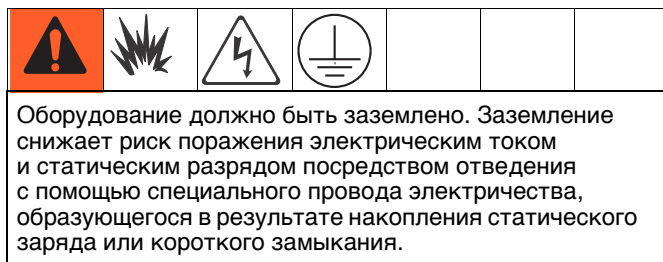 Оборудование должно быть заземлено. Заземление
снижает риск поражения электрическим током
и статическим разрядом посредством отведения
с помощью специального провода электричества,
образующегося в результате накопления статического
заряда или короткого замыкания.